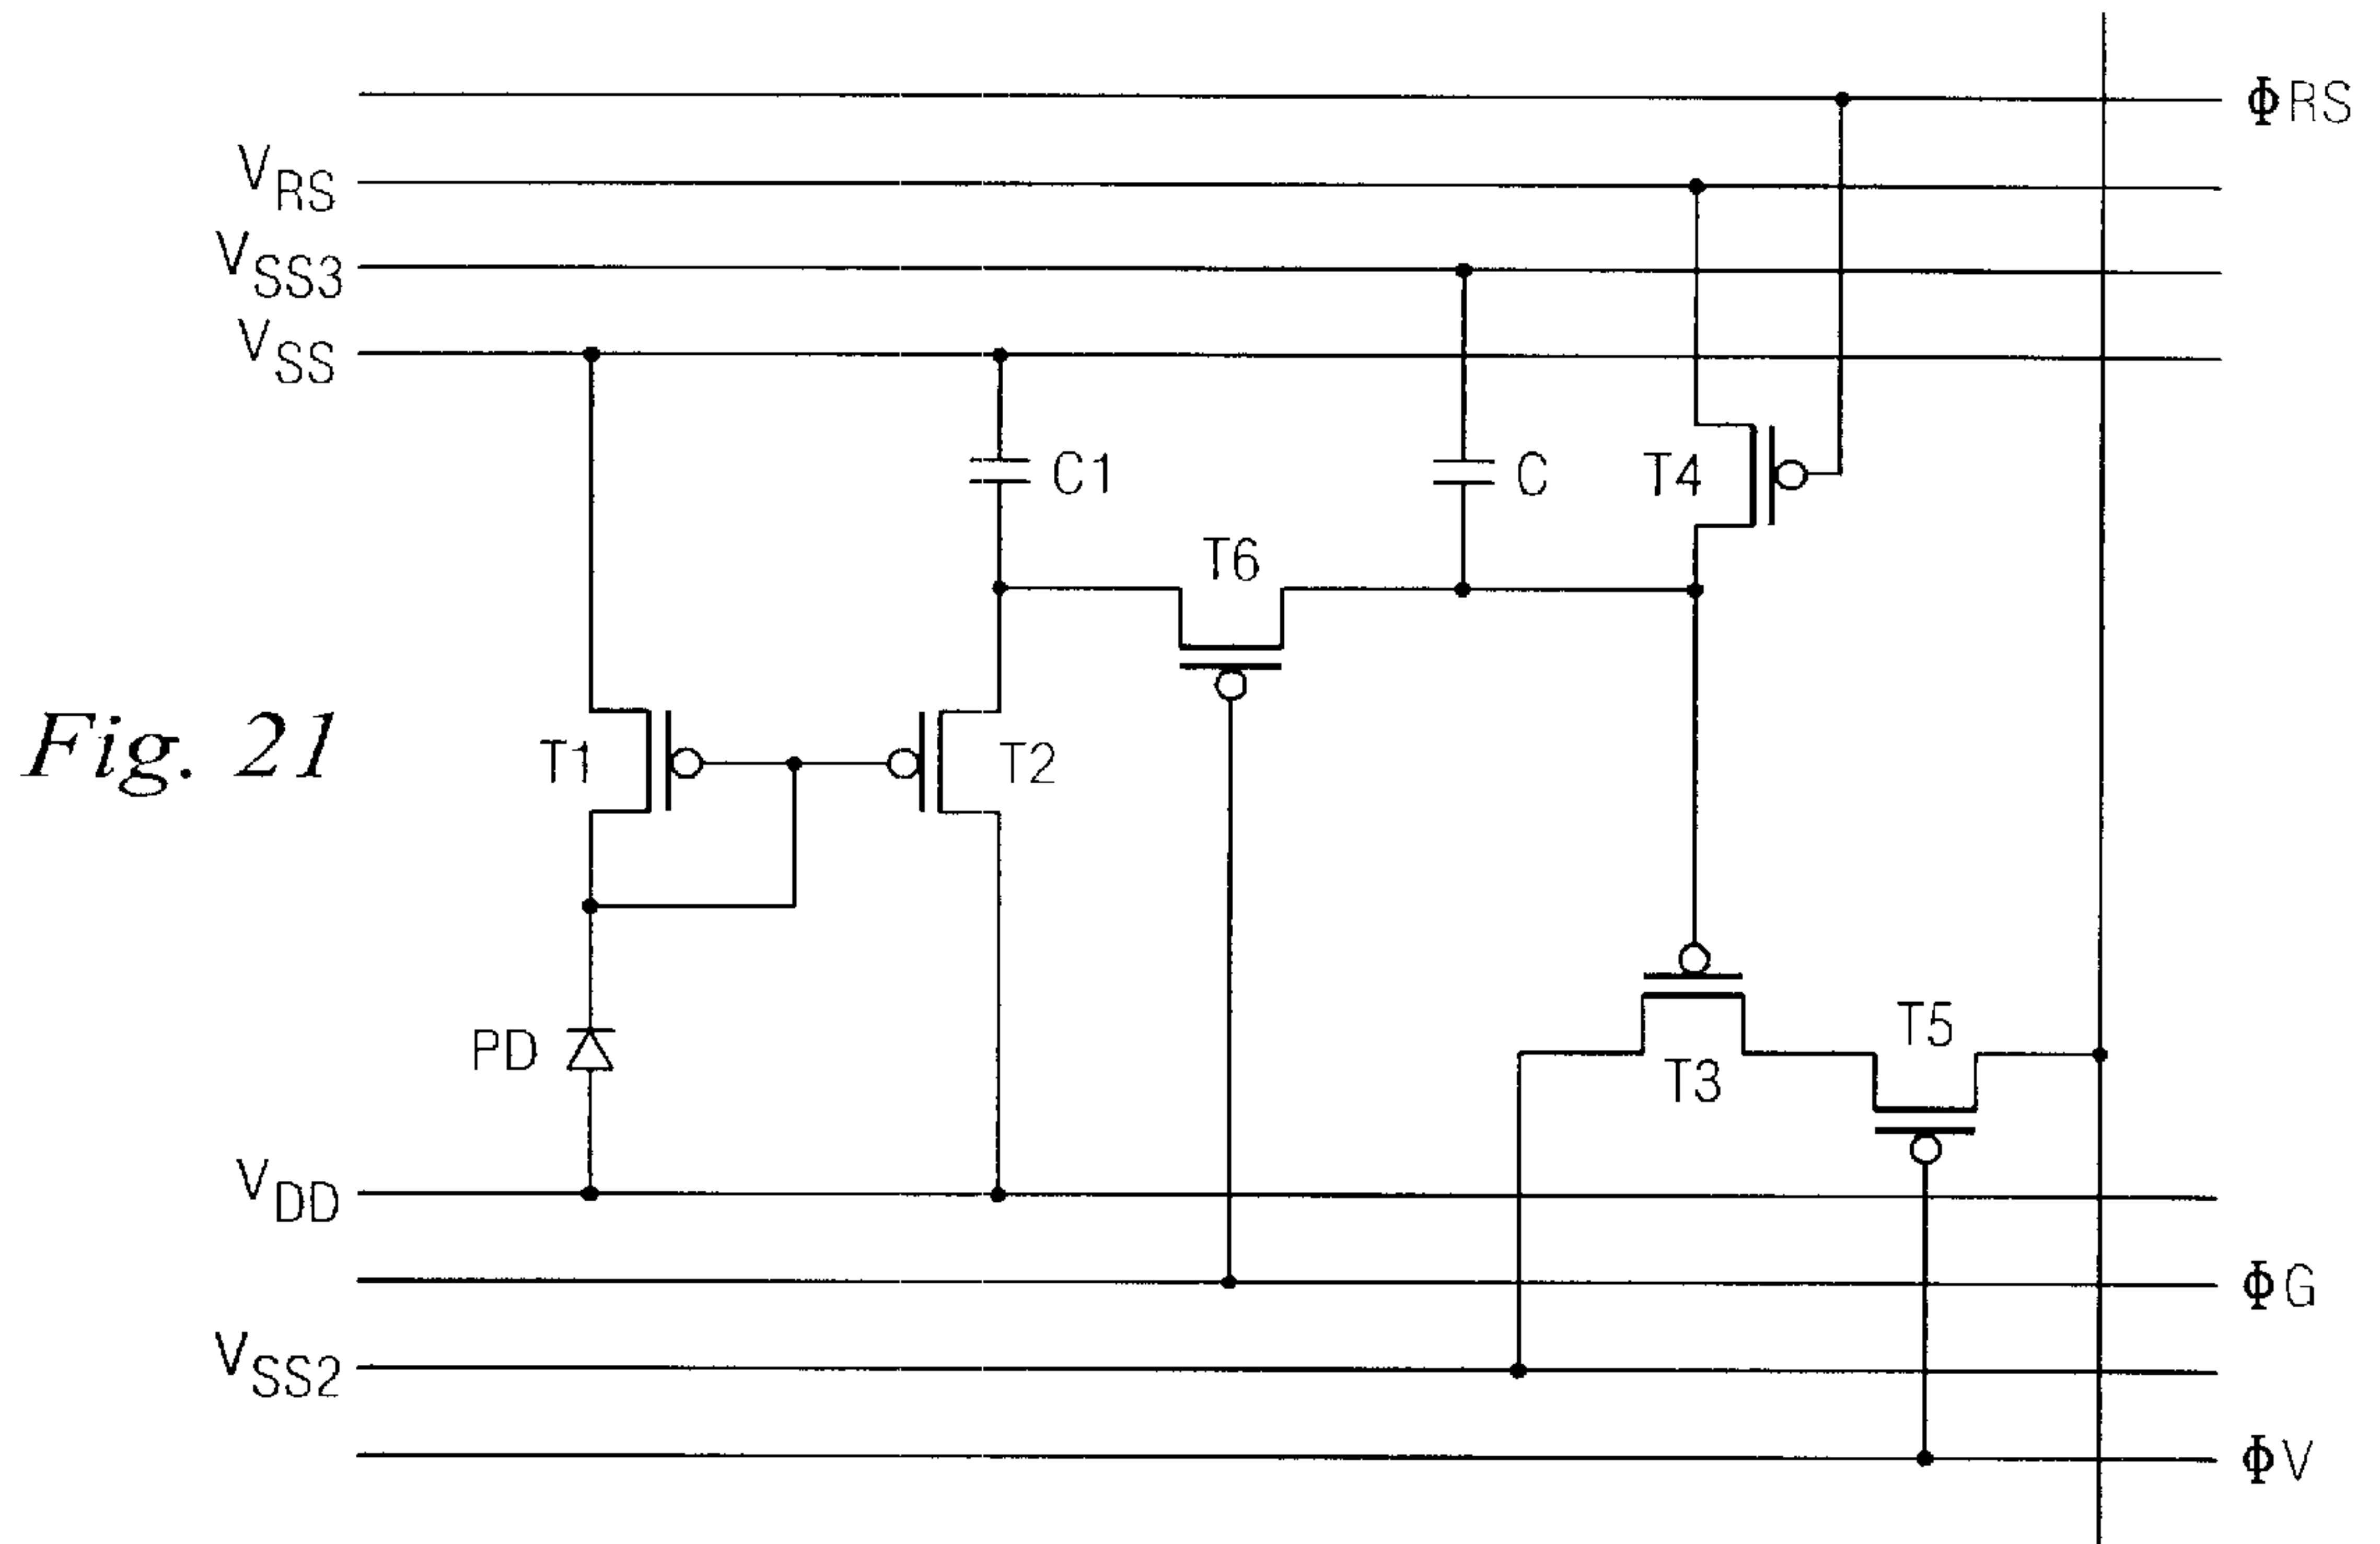 ΦRS
VRS
VSS3
VSS
C1
C
T4
T6
Fig. 21
T1
T2
PD
T3
T5
VDD
ΦG
VSS2
ΦV